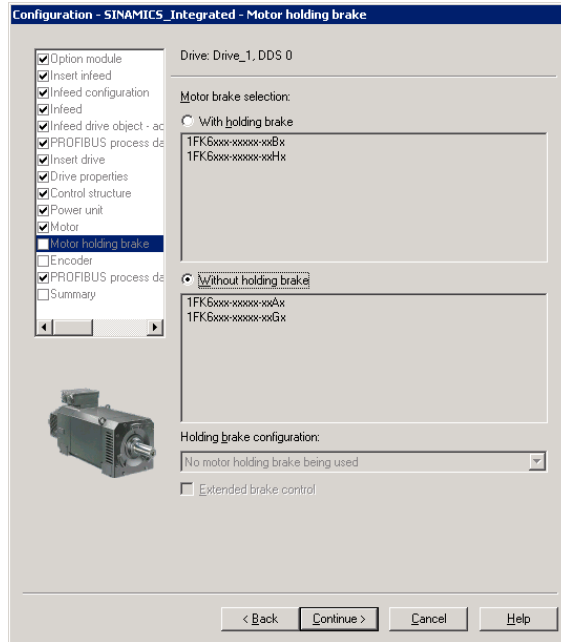 Configuration - SINAMICS_Integrated - Motor holding brake
Option module
Insert infeed
Infeed configuration
Infeed
Infeed drive object - ac
PROFIBUS process da
Insert drive
Drive properties
Control structure
Power unit
Motor
Motor holding brake
Encoder
PROFIBUS process da
Summary
Drive: Drive_1, DDS 0
Motor brake selection:
With holding brake
1FK6xxx-xxxxx-xxBx
1FK6xxx-xxxxx-xxHx
Without holding brake
1FK6xxx-xxxxx-xxAx
1FK6xxx-xxxxx-xxGx
Holding brake configuration:
No motor holding brake being used
Extended brake control
< Back
Continue >
Cancel
Help